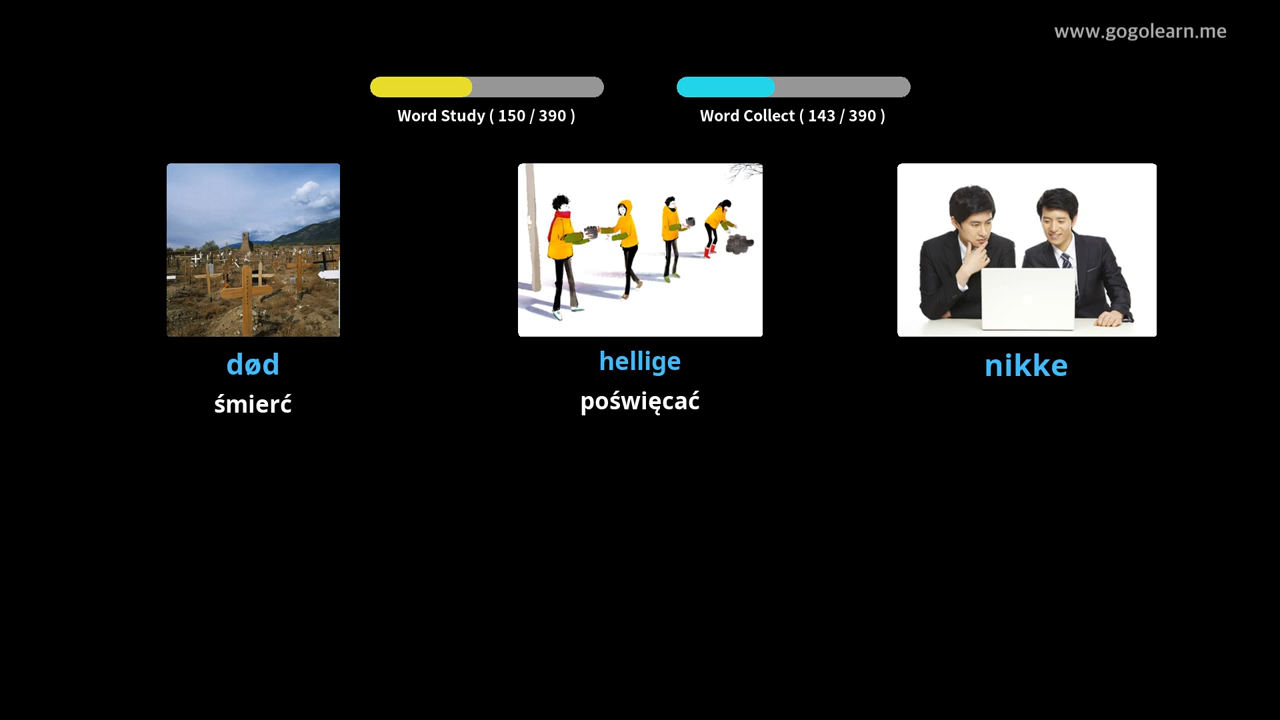 www.gogolearn.me
Word Study ( 150 / 390 )
Word Collect ( 143 / 390 )
død
hellige
nikke
śmierć
poświęcać